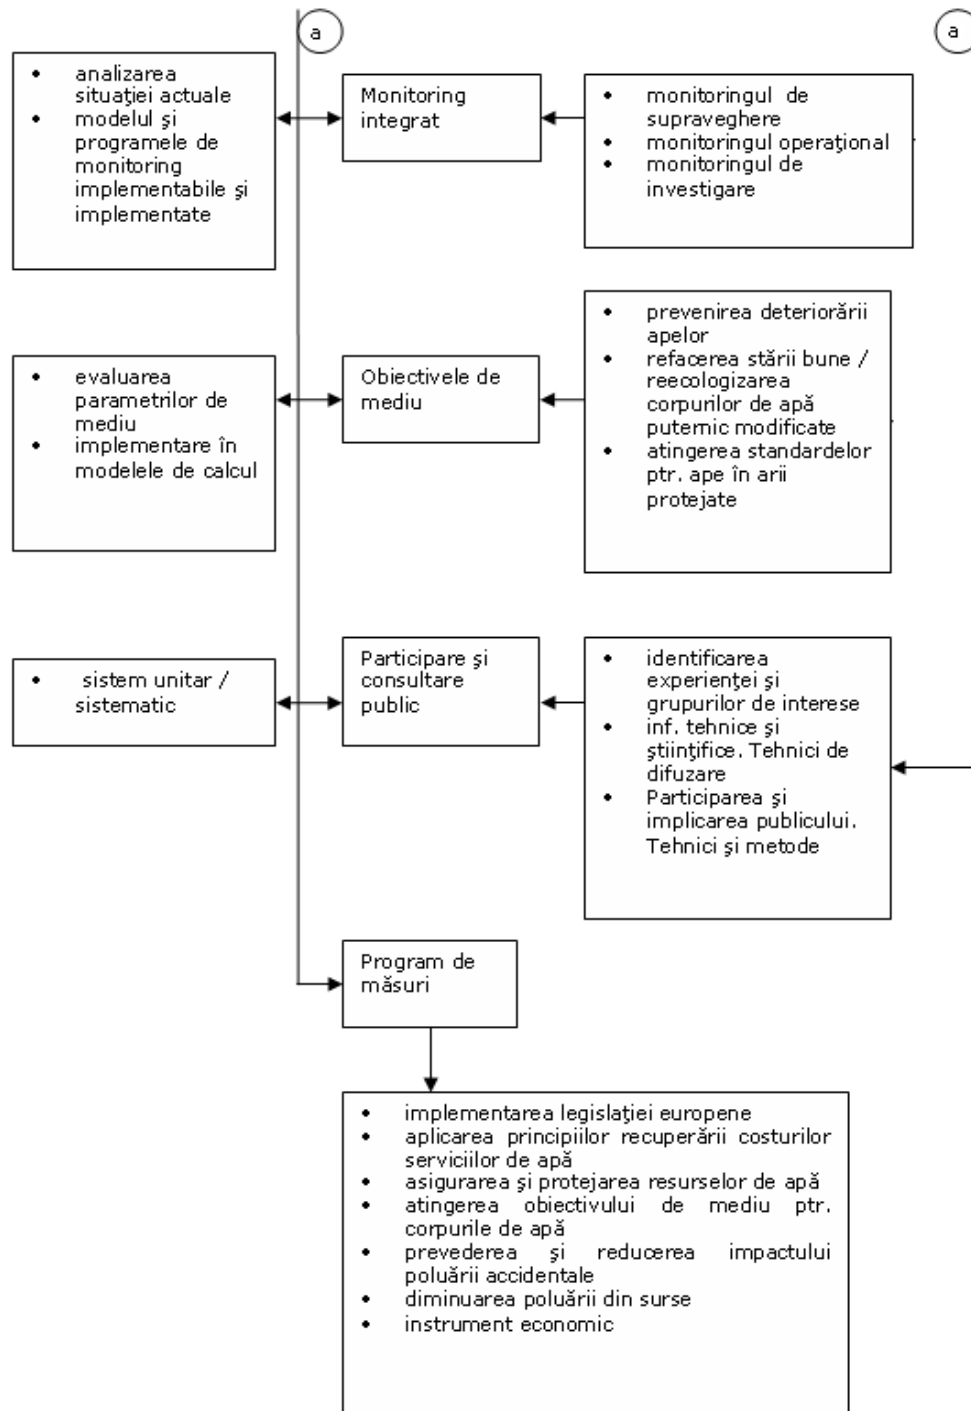 a
a
• analizarea
situaţiei actuale
• modelul şi
programele de
monitoring
implementabile şi
implementate
Monitoring
integrat
• monitoringul de
supraveghere
• monitoringul operaţional
• monitoringul de
investigare
• evaluarea
parametrilor de
mediu
• implementare în
modelele de calcul
Obiectivele de
mediu
• prevenirea deteriorării
apelor
• refacerea stării bune /
reecologizarea
corpurilor de apă
puternic modificate
• atingerea standardelor
ptr. ape în arii
protejate
• sistem unitar /
sistematic
Participare şi
consultare
public
• identificarea
experienţei şi
grupurilor de interese
• inf. tehnice şi
ştiinţifice. Tehnici de
difuzare
• Participarea şi
implicarea publicului.
Tehnici şi metode
Program de
măsuri
• implementarea legislaţiei europene
• aplicarea principiilor recuperării costurilor
serviciilor de apă
• asigurarea şi protejarea resurselor de apă
• atingerea obiectivului de mediu ptr.
corpurile de apă
• prevederea şi reducerea impactului
poluării accidentale
• diminuarea poluării din surse
• instrument economic